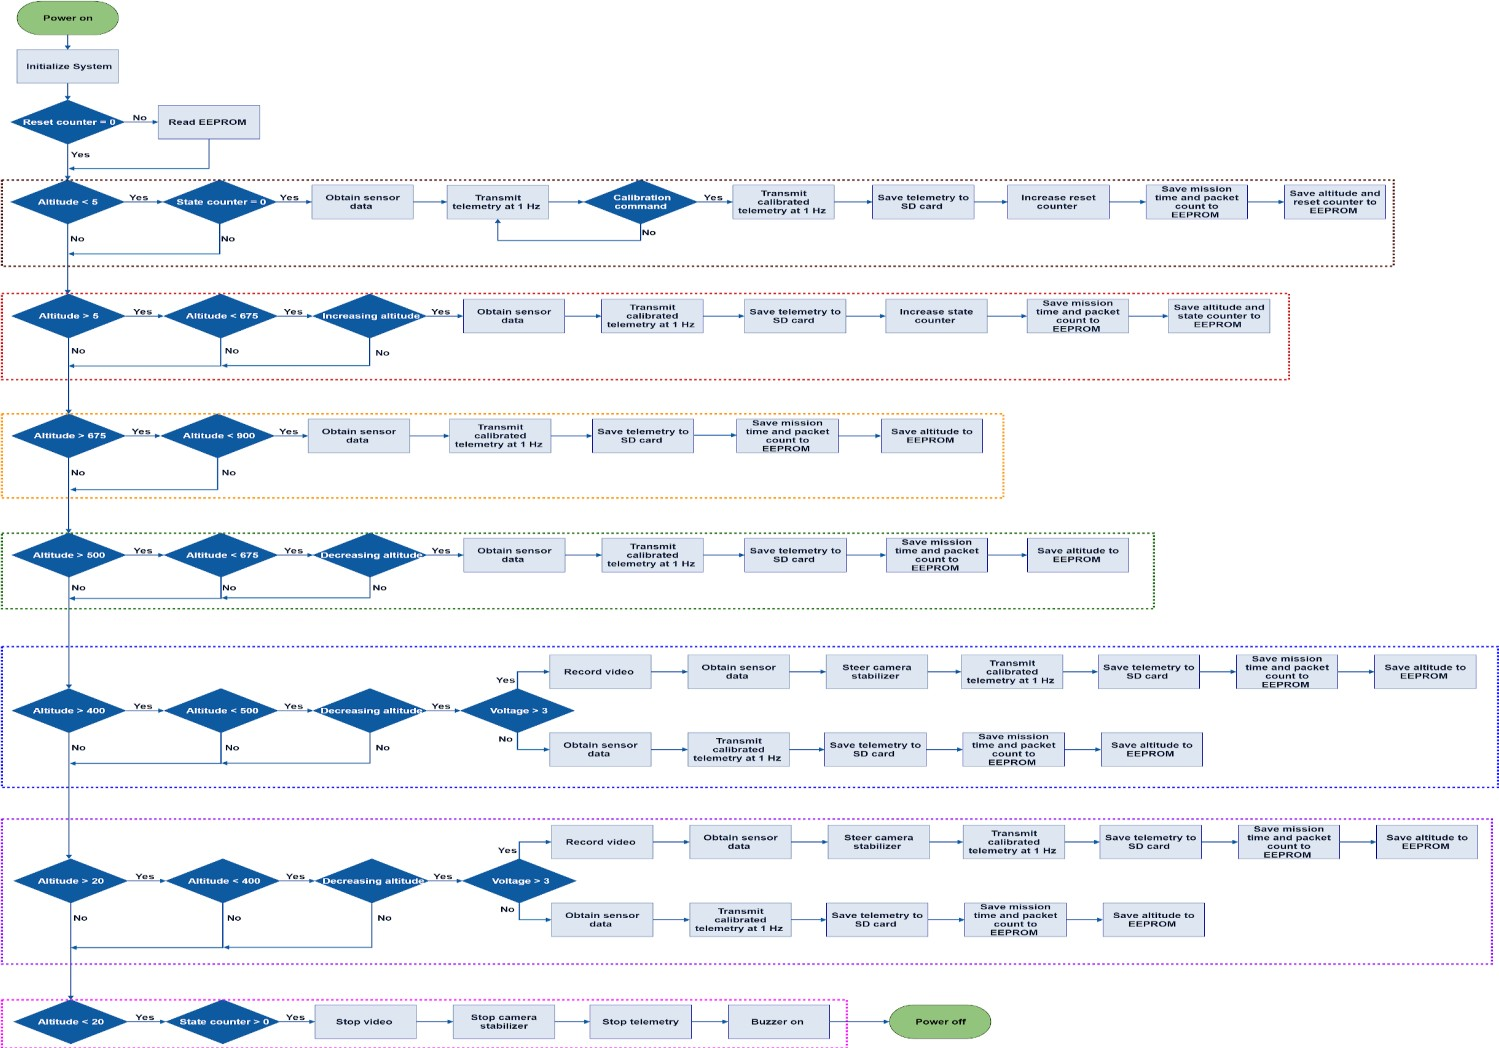 Power on
Initialize System
Reset counter = 0
No
Read EEPROM
Yes
Altitude < 5
Yes
State counter = 0
Yes
Obtain sensor
data
Transmit
telemetry at 1 Hz
Calibration
command
Yes
Transmit
calibrated
telemetry at 1 Hz
Save telemetry to
SD card
Increase reset
counter
Save mission
time and packet
count to
EEPROM
Save altitude and
reset counter to
EEPROM
No
No
No
Altitude > 5
Yes
Altitude < 675
Yes
Increasing altitude
Yes
Obtain sensor
data
Transmit
calibrated
telemetry at 1 Hz
Save telemetry to
SD card
Increase state
counter
Save mission
time and packet
count to
EEPROM
Save altitude and
state counter to
EEPROM
No
No
No
Altitude > 675
Yes
Altitude < 900
Yes
Obtain sensor
data
Transmit
calibrated
telemetry at 1 Hz
Save telemetry to
SD card
Save mission
time and packet
count to
EEPROM
Save altitude to
EEPROM
No
No
Altitude > 500
Yes
Altitude < 675
Yes
Decreasing altitude
Yes
Obtain sensor
data
Transmit
calibrated
telemetry at 1 Hz
Save telemetry to
SD card
Save mission
time and packet
count to
EEPROM
Save altitude to
EEPROM
No
No
No
Altitude > 400
Yes
Altitude < 500
Yes
Decreasing altitude
Yes
Voltage > 3
Yes
Record video
Obtain sensor
data
Steer camera
stabilizer
Transmit
calibrated
telemetry at 1 Hz
Save telemetry to
SD card
Save mission
time and packet
count to
EEPROM
Save altitude to
EEPROM
No
No
No
No
Obtain sensor
data
Transmit
calibrated
telemetry at 1 Hz
Save telemetry to
SD card
Save mission
time and packet
count to
EEPROM
Save altitude to
EEPROM
Altitude > 20
Yes
Altitude < 400
Yes
Decreasing altitude
Yes
Voltage > 3
Yes
Record video
Obtain sensor
data
Steer camera
stabilizer
Transmit
calibrated
telemetry at 1 Hz
Save telemetry to
SD card
Save mission
time and packet
count to
EEPROM
Save altitude to
EEPROM
No
No
No
No
Obtain sensor
data
Transmit
calibrated
telemetry at 1 Hz
Save telemetry to
SD card
Save mission
time and packet
count to
EEPROM
Save altitude to
EEPROM
Altitude < 20
Yes
State counter > 0
Yes
Stop video
Stop camera
stabilizer
Stop telemetry
Buzzer on
Power off